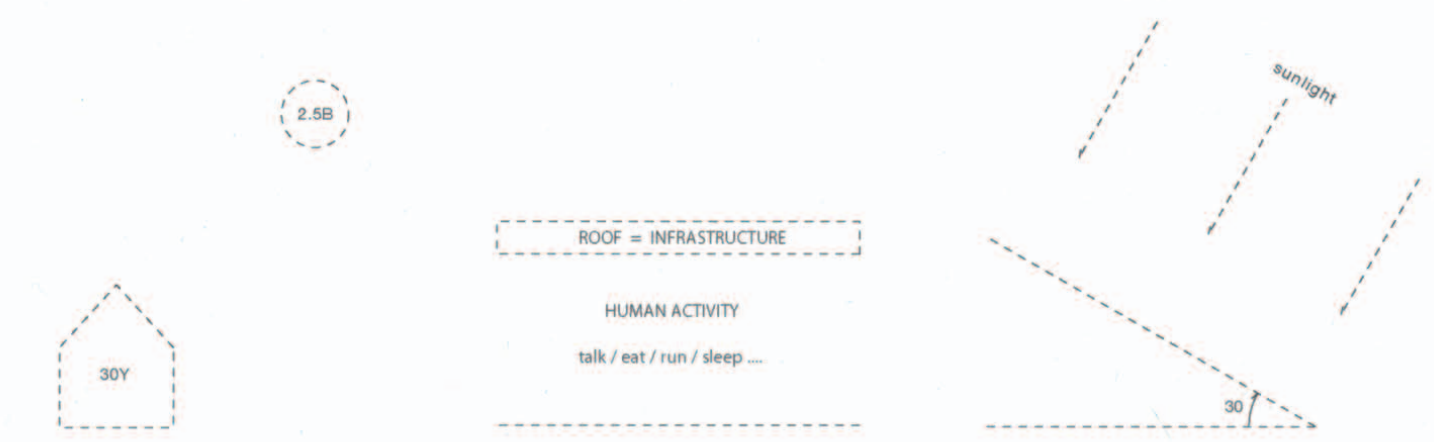 2.5B
30Y
ROOF = INFRASTRUCTURE
HUMAN ACTIVITY
talk / eat / run / sleep ....
sunlight
30